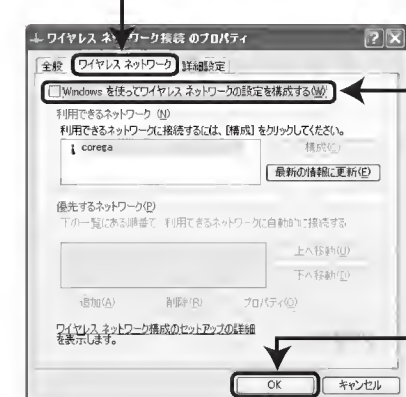 ワイヤレス ネットワーク接続 のプロパティ
全般 ワイヤレス ネットワーク 詳細設定
Windows を使ってワイヤレス ネットワークの設定を構成する(W)
利用できるネットワーク (N)
利用できるネットワークに接続するには、[構成] をクリックしてください。
corega
構成(C)
最新の情報に更新(E)
優先するネットワーク(P)
下の一覧にある順番で 利用できるネットワークに自動的に接続する
上へ移動(U)
下へ移動(D)
追加(A) 削除(R) プロパティ(O)
ワイヤレス ネットワーク構成のセットアップの詳細
を表示します。
OK キャンセル